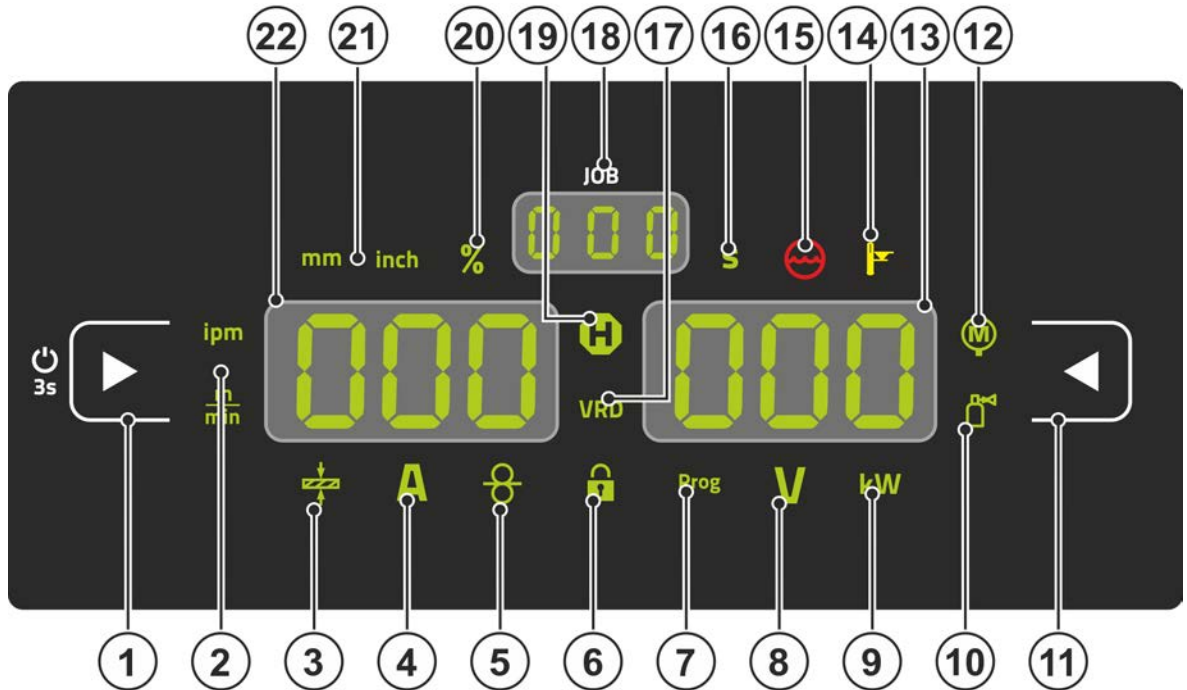 22 21 20 19 18 17 16 15 14 13 12
JOB
000
mm inch % s
ipm
m
min
3s
000 H 000 M
VRD
A Prog V kW
1 2 3 4 5 6 7 8 9 10 11